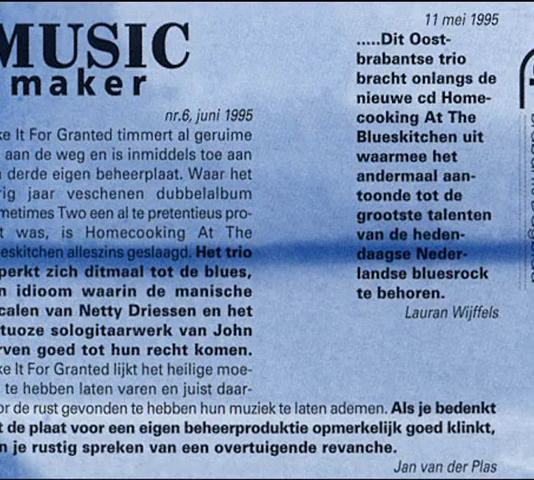 MUSIC
maker
nr.6, juni 1995
ke It For Granted timmert al geruime
aan de weg en is inmiddels toe aan
derde eigen beheerplaat. Waar het
rig jaar veschenen dubbelalbum
metimes Two een al te pretentieus pro-
t was, is Homecooking At The
eskitchen alleszins geslaagd. Het trio
perkt zich ditmaal tot de blues,
n idioom waarin de manische
calen van Netty Driessen en het
tuoze sologitaarwerk van John
rven goed tot hun recht komen.
ke It For Granted lijkt het heilige moe-
te hebben laten varen en juist daar-
or de rust gevonden te hebben hun muziek te laten ademen. Als je bedenkt
t de plaat voor een eigen beheerproduktie opmerkelijk goed klinkt,
n je rustig spreken van een overtuigende revanche.
Jan van der Plas
11 mei 1995
.....Dit Oost-
brabantse trio
bracht onlangs de
nieuwe cd Home-
cooking At The
Blueskitchen uit
waarmee het
andermaal aan-
toonde tot de
grootste talenten
van de heden-
daagse Neder-
landse bluesrock
te behoren.
Lauran Wijffels